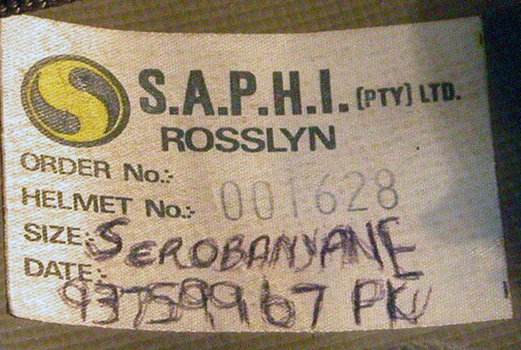 S.A.P.H.I. (PTY) LTD.
ROSSLYN
ORDER No.:-
HELMET No.:- 001628
SIZE:- SEROBANYANE
DATE:-
93759967 PK